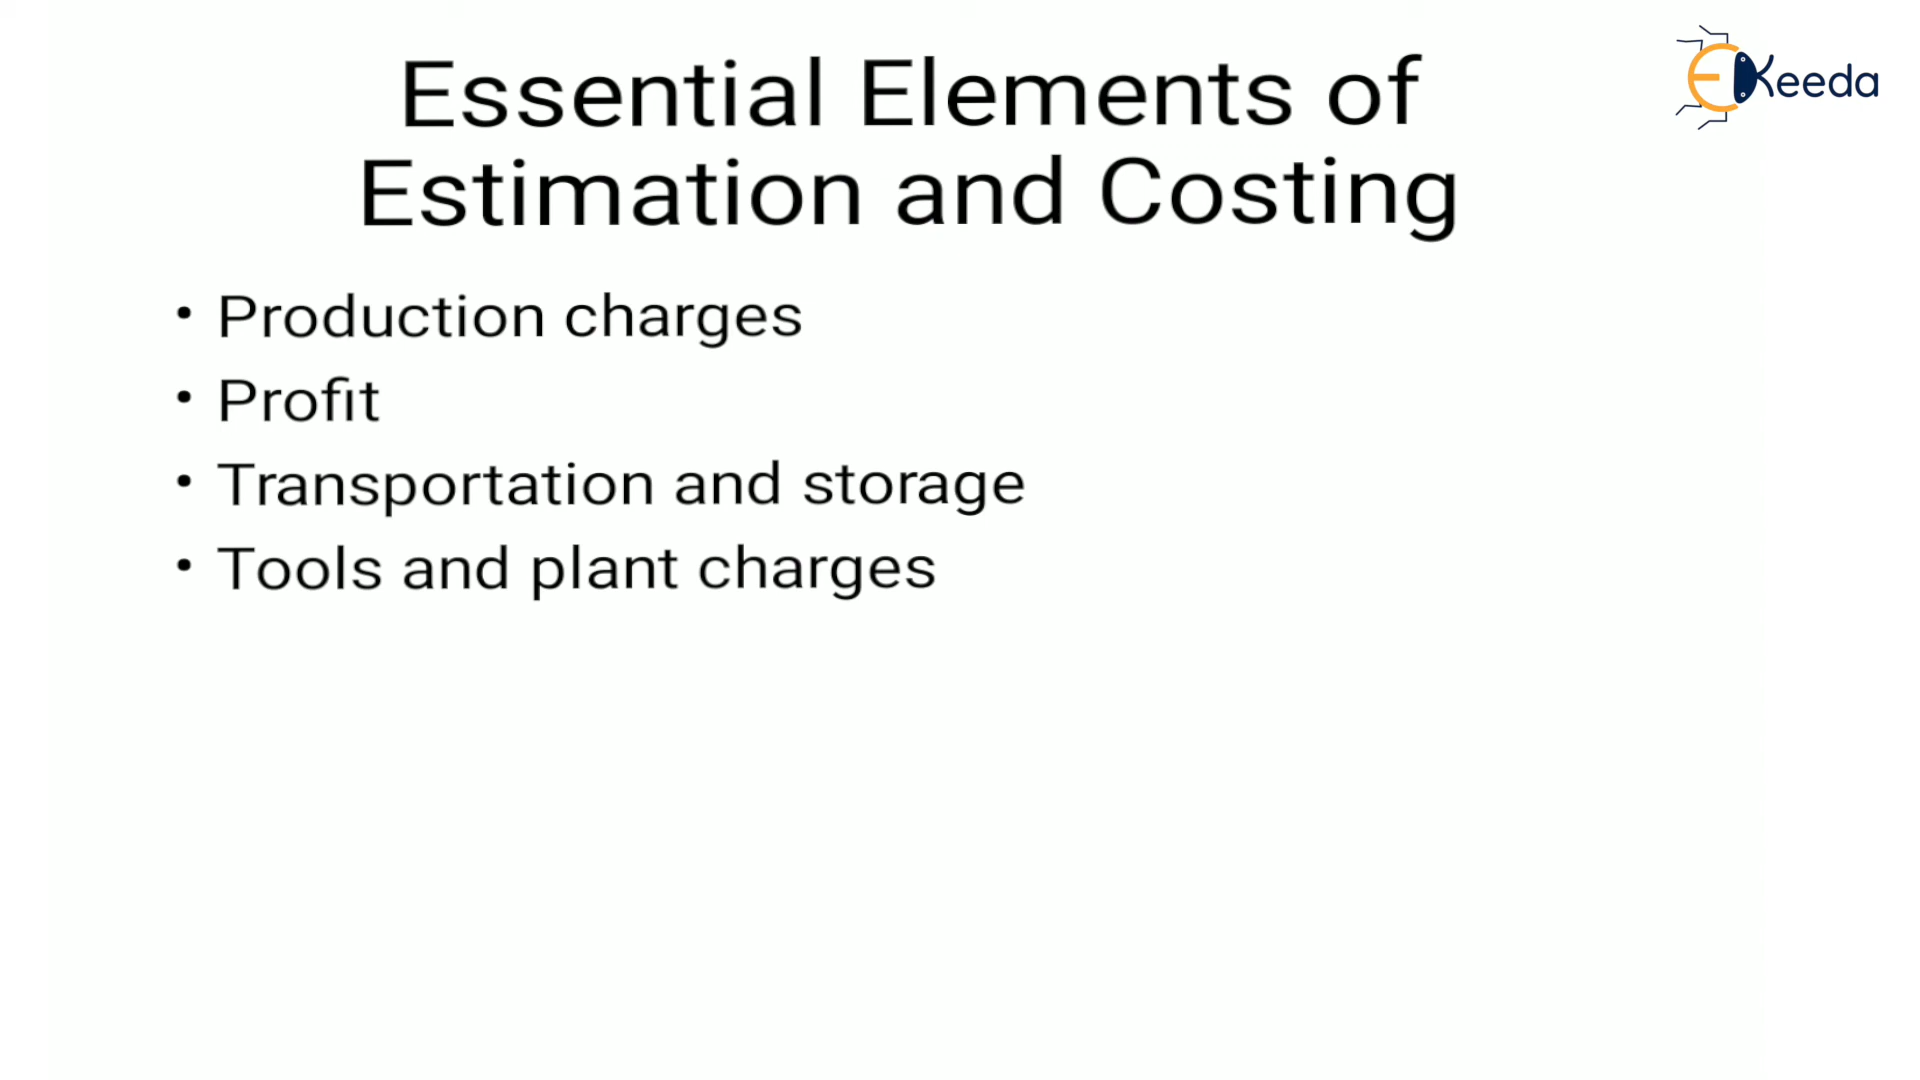 Essential Elements of
Estimation and Costing
EKeeda
• Production charges
• Profit
• Transportation and storage
• Tools and plant charges